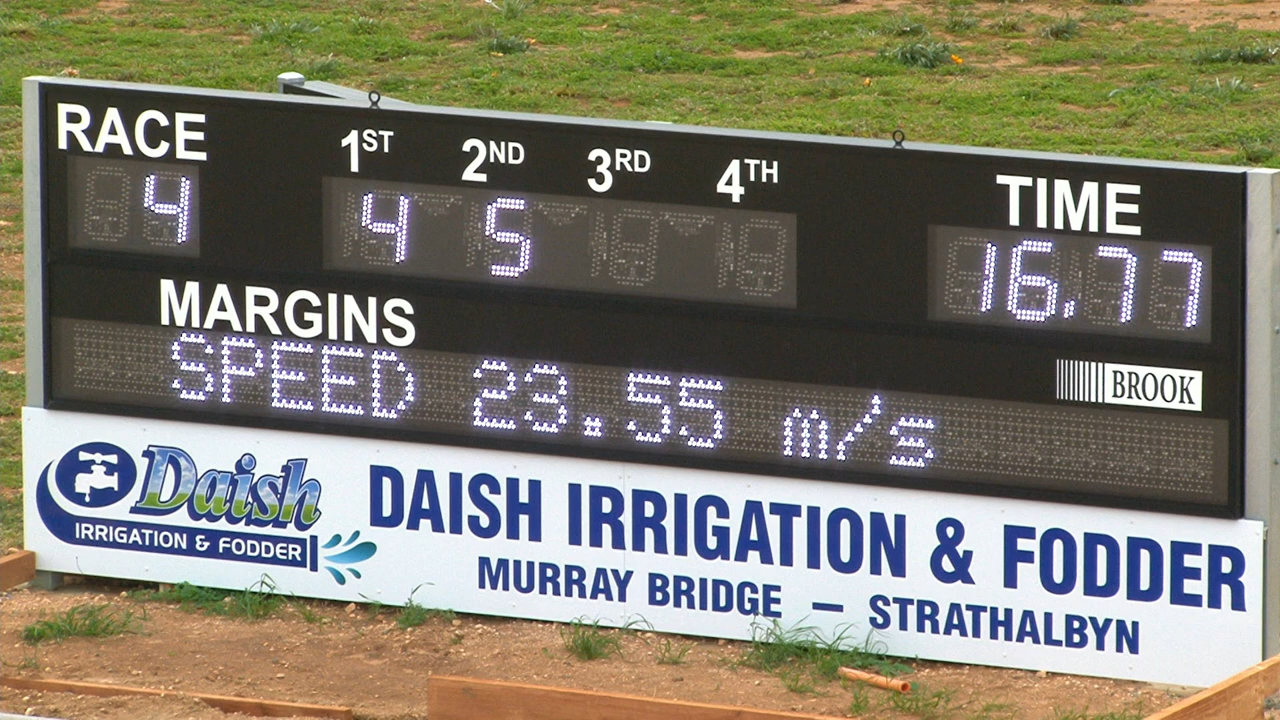 RACE 1ST 2ND 3RD 4TH TIME
4 4 5 16.77
MARGINS
SPEED 23.55 m/s
BROOK
Daish
IRRIGATION & FODDER
DAISH IRRIGATION & FODDER
MURRAY BRIDGE – STRATHALBYN